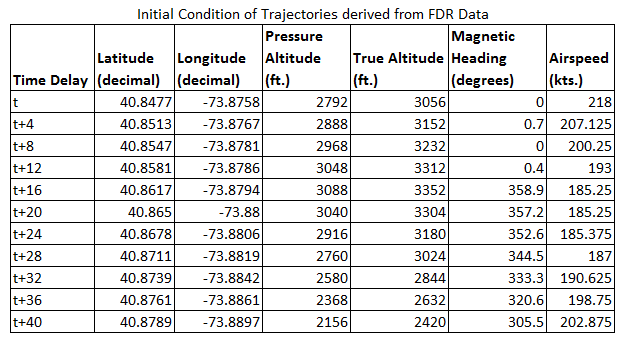 Initial Condition of Trajectories derived from FDR Data
Time Delay Latitude (decimal) Longitude (decimal) Pressure Altitude (ft.) True Altitude (ft.) Magnetic Heading (degrees) Airspeed (kts.)
t 40.8477 -73.8758 2792 3056 0 218
t+4 40.8513 -73.8767 2888 3152 0.7 207.125
t+8 40.8547 -73.8781 2968 3232 0 200.25
t+12 40.8581 -73.8786 3048 3312 0.4 193
t+16 40.8617 -73.8794 3088 3352 358.9 185.25
t+20 40.865 -73.88 3040 3304 357.2 185.25
t+24 40.8678 -73.8806 2916 3180 352.6 185.375
t+28 40.8711 -73.8819 2760 3024 344.5 187
t+32 40.8739 -73.8842 2580 2844 333.3 190.625
t+36 40.8761 -73.8861 2368 2632 320.6 198.75
t+40 40.8789 -73.8897 2156 2420 305.5 202.875